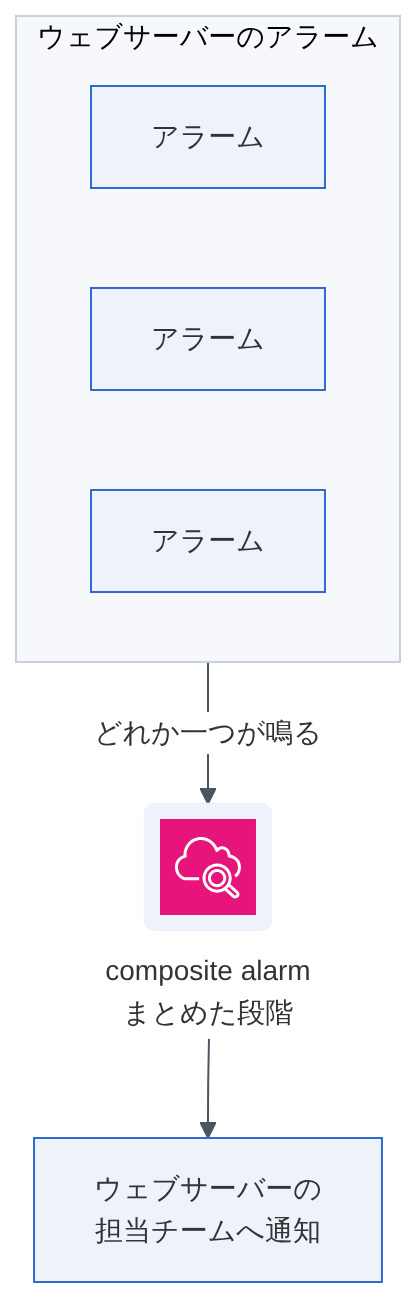 ウェブサーバーのアラーム
アラーム
アラーム
アラーム
どれか一つが鳴る
composite alarm
まとめた段階
ウェブサーバーの
担当チームへ通知